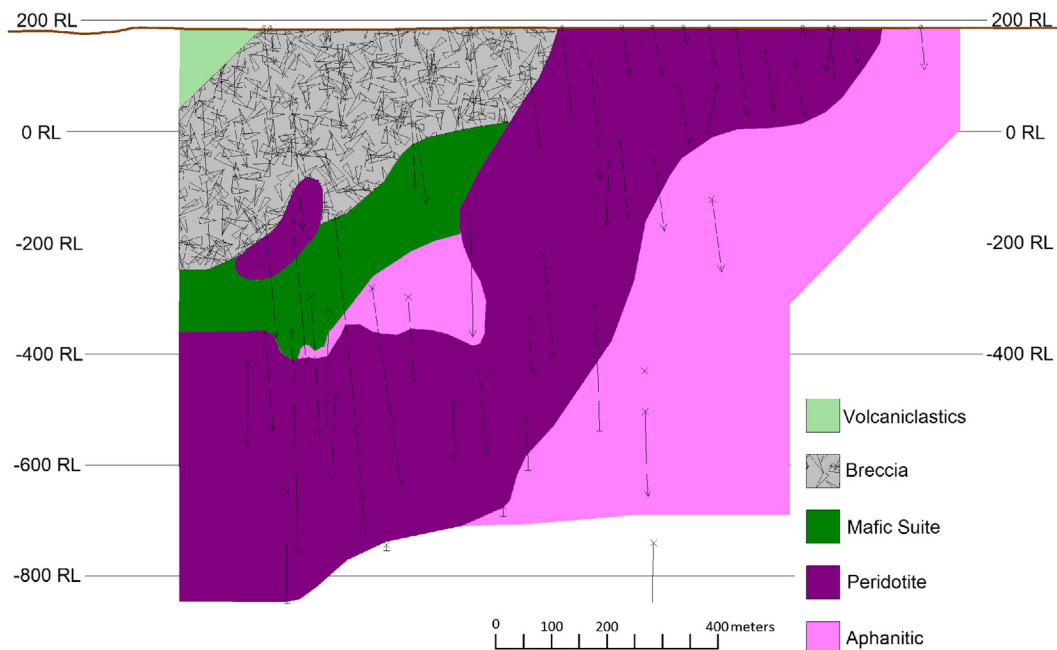 200 RL
200 RL
0 RL
0 RL
-200 RL
-200 RL
-400 RL
-400 RL
Volcaniclastics
-600 RL
Breccia
Mafic Suite
-800 RL
Peridotite
0 100 200 400 meters
Aphanitic